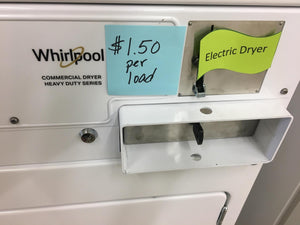 Whirlpool
COMMERCIAL DRYER
HEAVY DUTY SERIES
$1.50
per
load
Electric Dryer